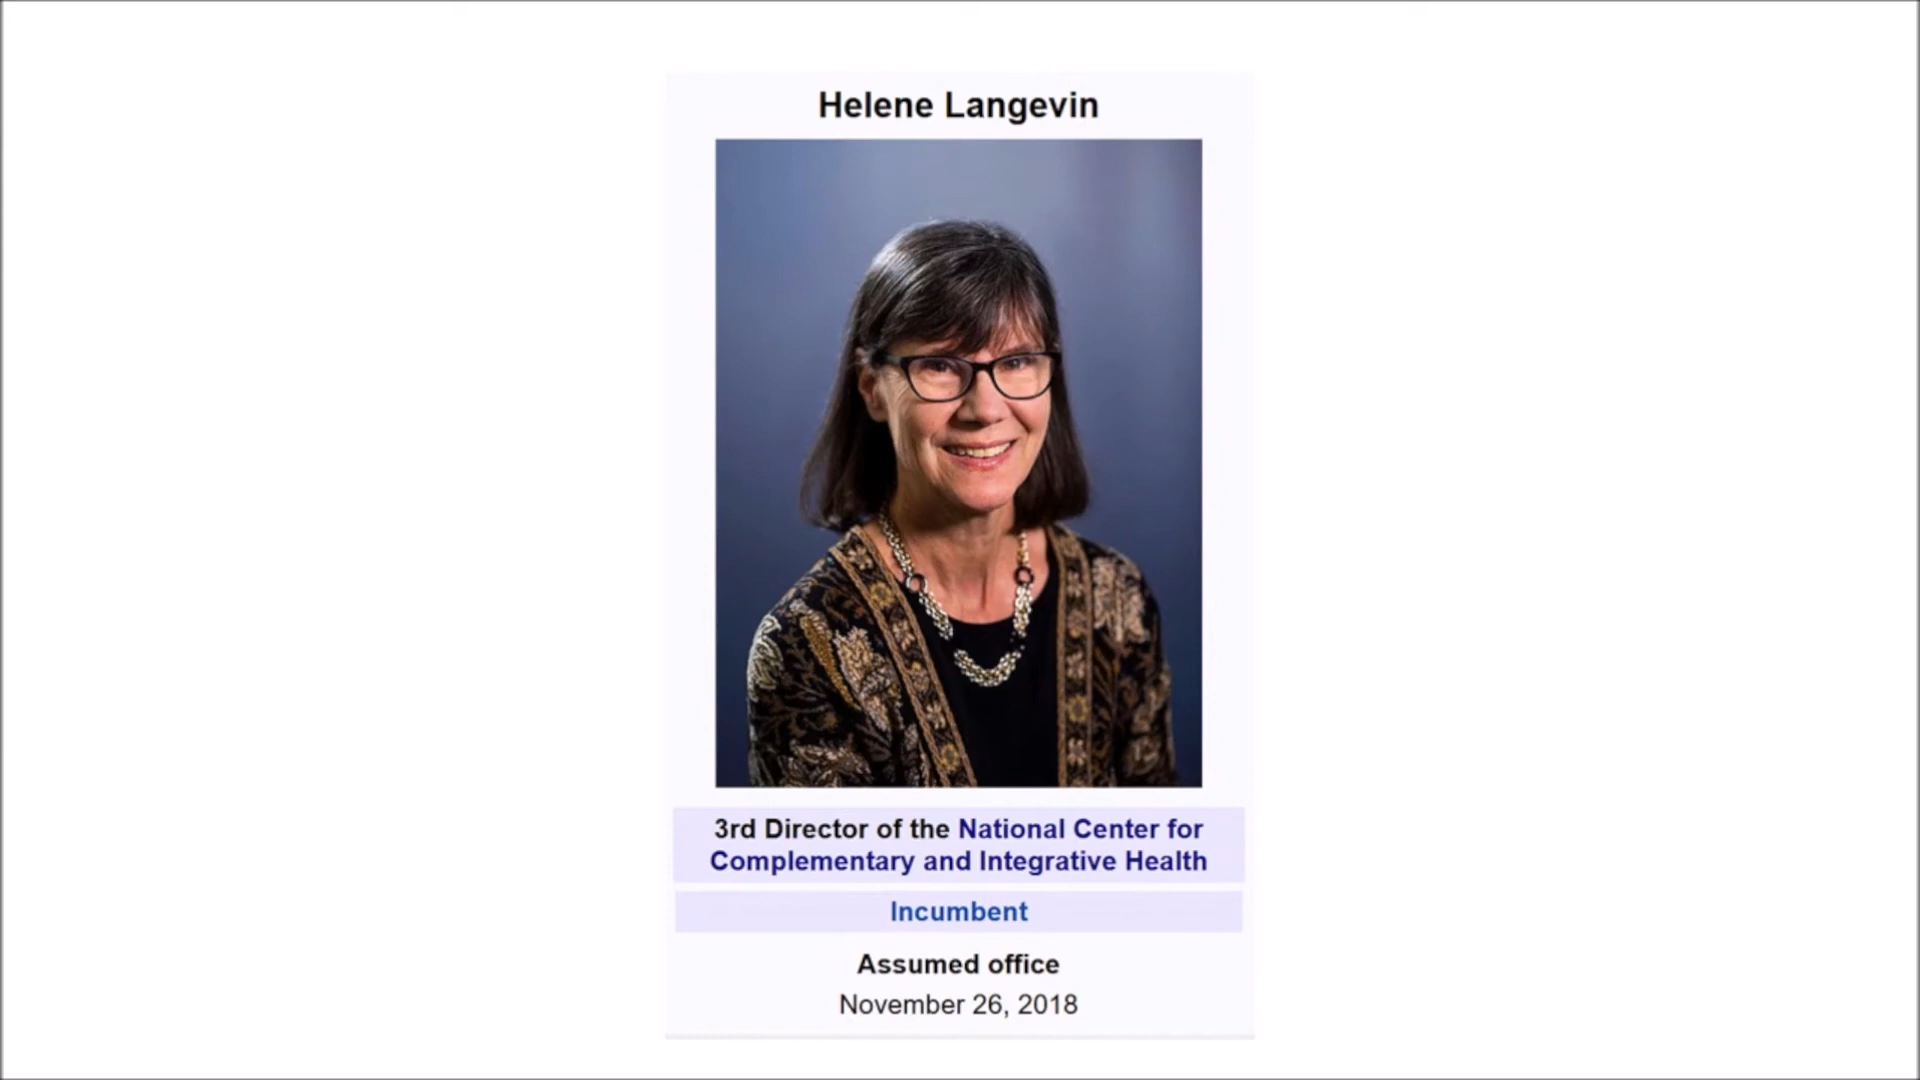 Helene Langevin
3rd Director of the National Center for
Complementary and Integrative Health
Incumbent
Assumed office
November 26, 2018